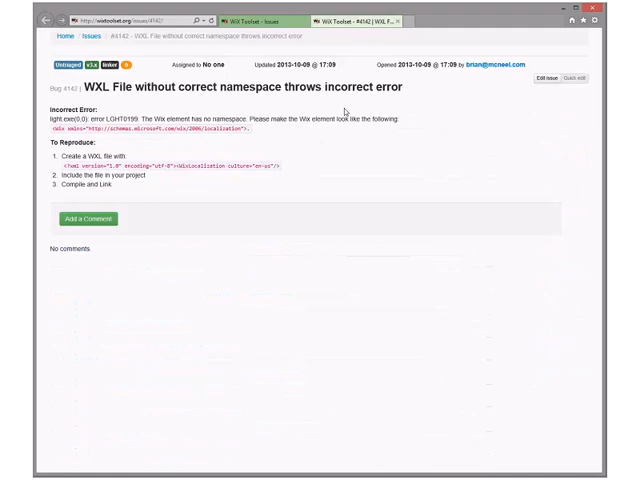 http://wixtoolset.org/issues/4142/
WiX Toolset - Issues
WiX Toolset - #4142 | WXL F...
Home / Issues / #4142 - WXL File without correct namespace throws incorrect error
Untriaged v3.x linker 0 Assigned to No one Updated 2013-10-09 @ 17:09 Opened 2013-10-09 @ 17:09 by brian@mcneel.com
Edit issue Quick edit
Bug 4142 | WXL File without correct namespace throws incorrect error
Incorrect Error:
light.exe(0,0): error LGHT0199: The Wix element has no namespace. Please make the Wix element look like the following:
<Wix xmlns="http://schemas.microsoft.com/wix/2006/localization">.
To Reproduce:
1. Create a WXL file with
<?xml version="1.0" encoding="utf-8"><WixLocalization culture="en-us"/>
2. Include the file in your project
3. Compile and Link
Add a Comment
No comments